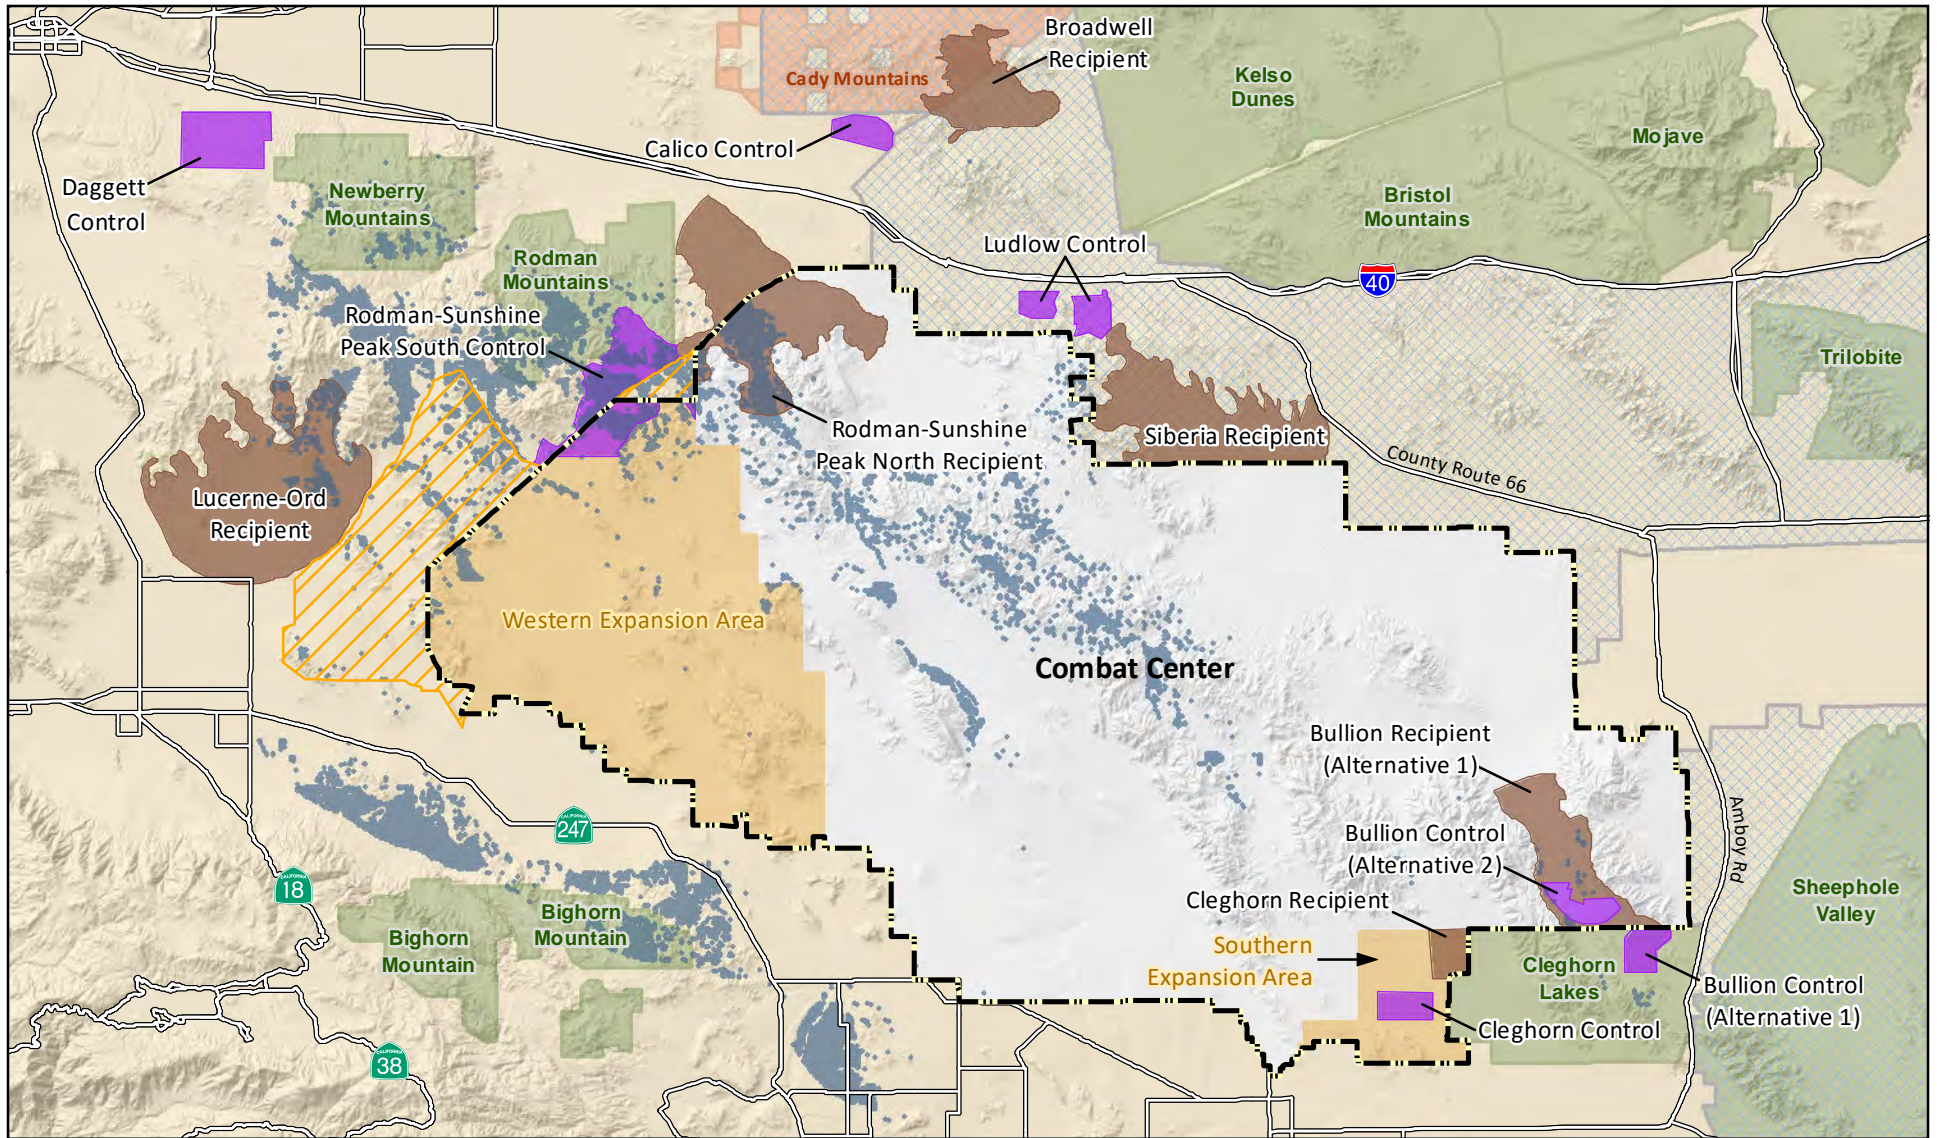 Broadwell
Recipient
Cady Mountains
Kelso
Dunes
Mojave
Calico Control
Daggett
Control
Newberry
Mountains
Bristol
Mountains
Rodman
Mountains
Ludlow Control
40
Rodman-Sunshine
Peak South Control
Trilobite
Rodman-Sunshine
Peak North Recipient
Siberia Recipient
County Route 66
Lucerne-Ord
Recipient
Western Expansion Area
Combat Center
Bullion Recipient
(Alternative 1)
CALIFORNIA
247
Bullion Control
(Alternative 2)
Amboy Rd
CALIFORNIA
18
Sheephole
Valley
Cleghorn Recipient
Bighorn
Mountain
Bighorn
Mountain
Southern
Expansion Area
Cleghorn
Lakes
Bullion Control
(Alternative 1)
Cleghorn Control
CALIFORNIA
38